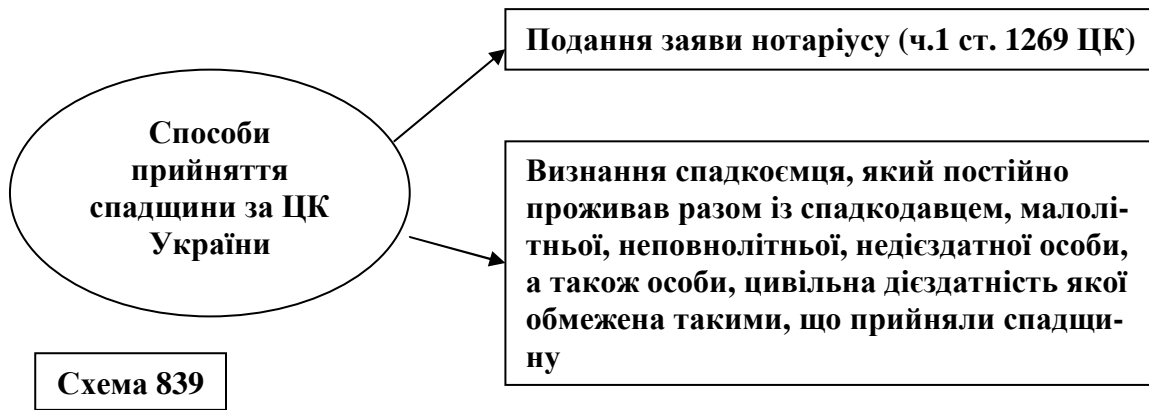 Подання заяви нотаріусу (ч.1 ст. 1269 ЦК)
Способи
прийняття
спадщини за ЦК
України
Визнання спадкоємця, який постійно
проживав разом із спадкодавцем, малолі-
тньої, неповнолітньої, недієздатної особи,
а також особи, цивільна дієздатність якої
обмежена такими, що прийняли спадщи-
ну
Схема 839